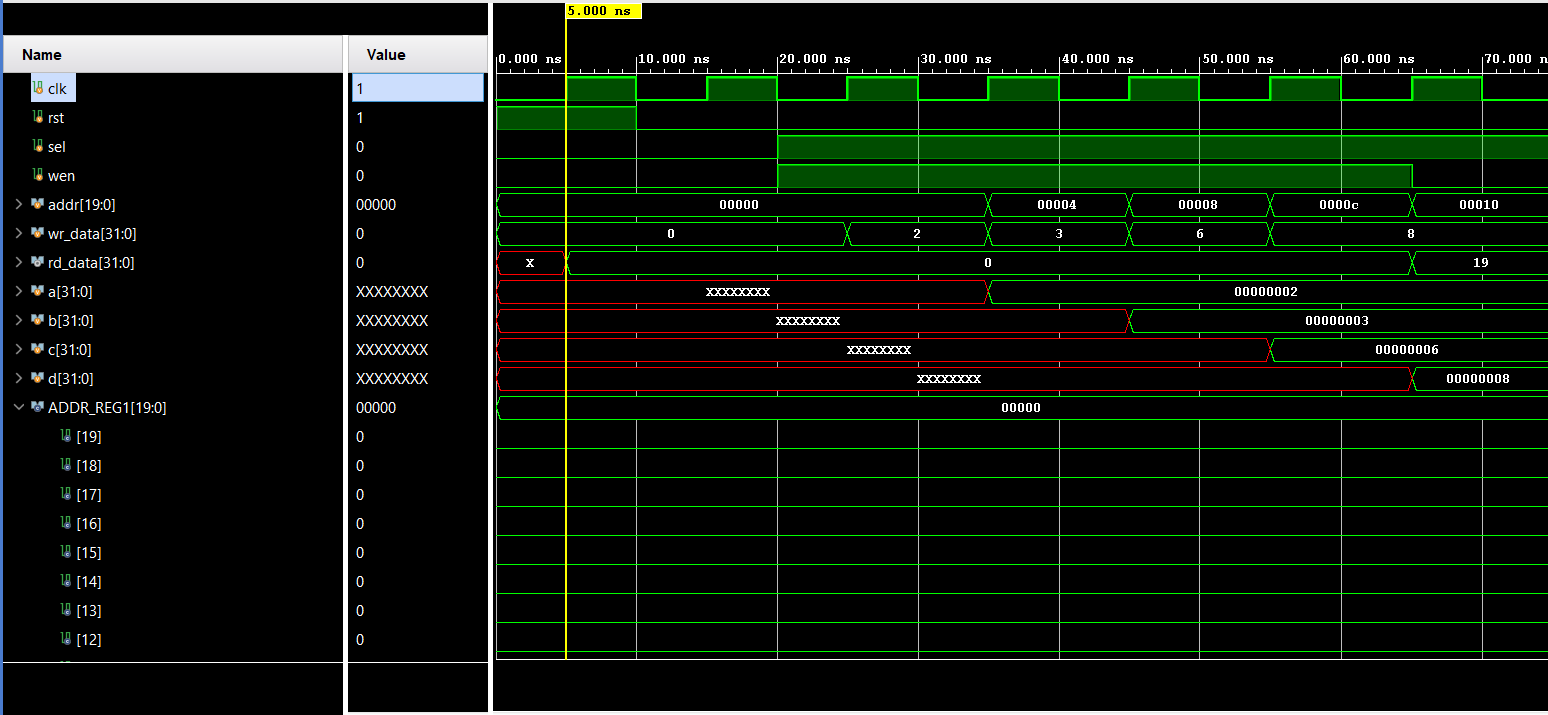 5.000 ns
Name Value
0.000 ns 10.000 ns 20.000 ns 30.000 ns 40.000 ns 50.000 ns 60.000 ns 70.000 n
clk 1
rst 1
sel 0
wen 0
addr[19:0] 00000 00000 00004 00008 0000c 00010
wr_data[31:0] 0 0 2 3 6 8
rd_data[31:0] 0 X 0 19
a[31:0] XXXXXXXX XXXXXXXX 00000002
b[31:0] XXXXXXXX XXXXXXXX 00000003
c[31:0] XXXXXXXX XXXXXXXX 00000006
d[31:0] XXXXXXXX XXXXXXXX 00000008
ADDR_REG1[19:0] 00000 00000
[19] 0
[18] 0
[17] 0
[16] 0
[15] 0
[14] 0
[13] 0
[12] 0